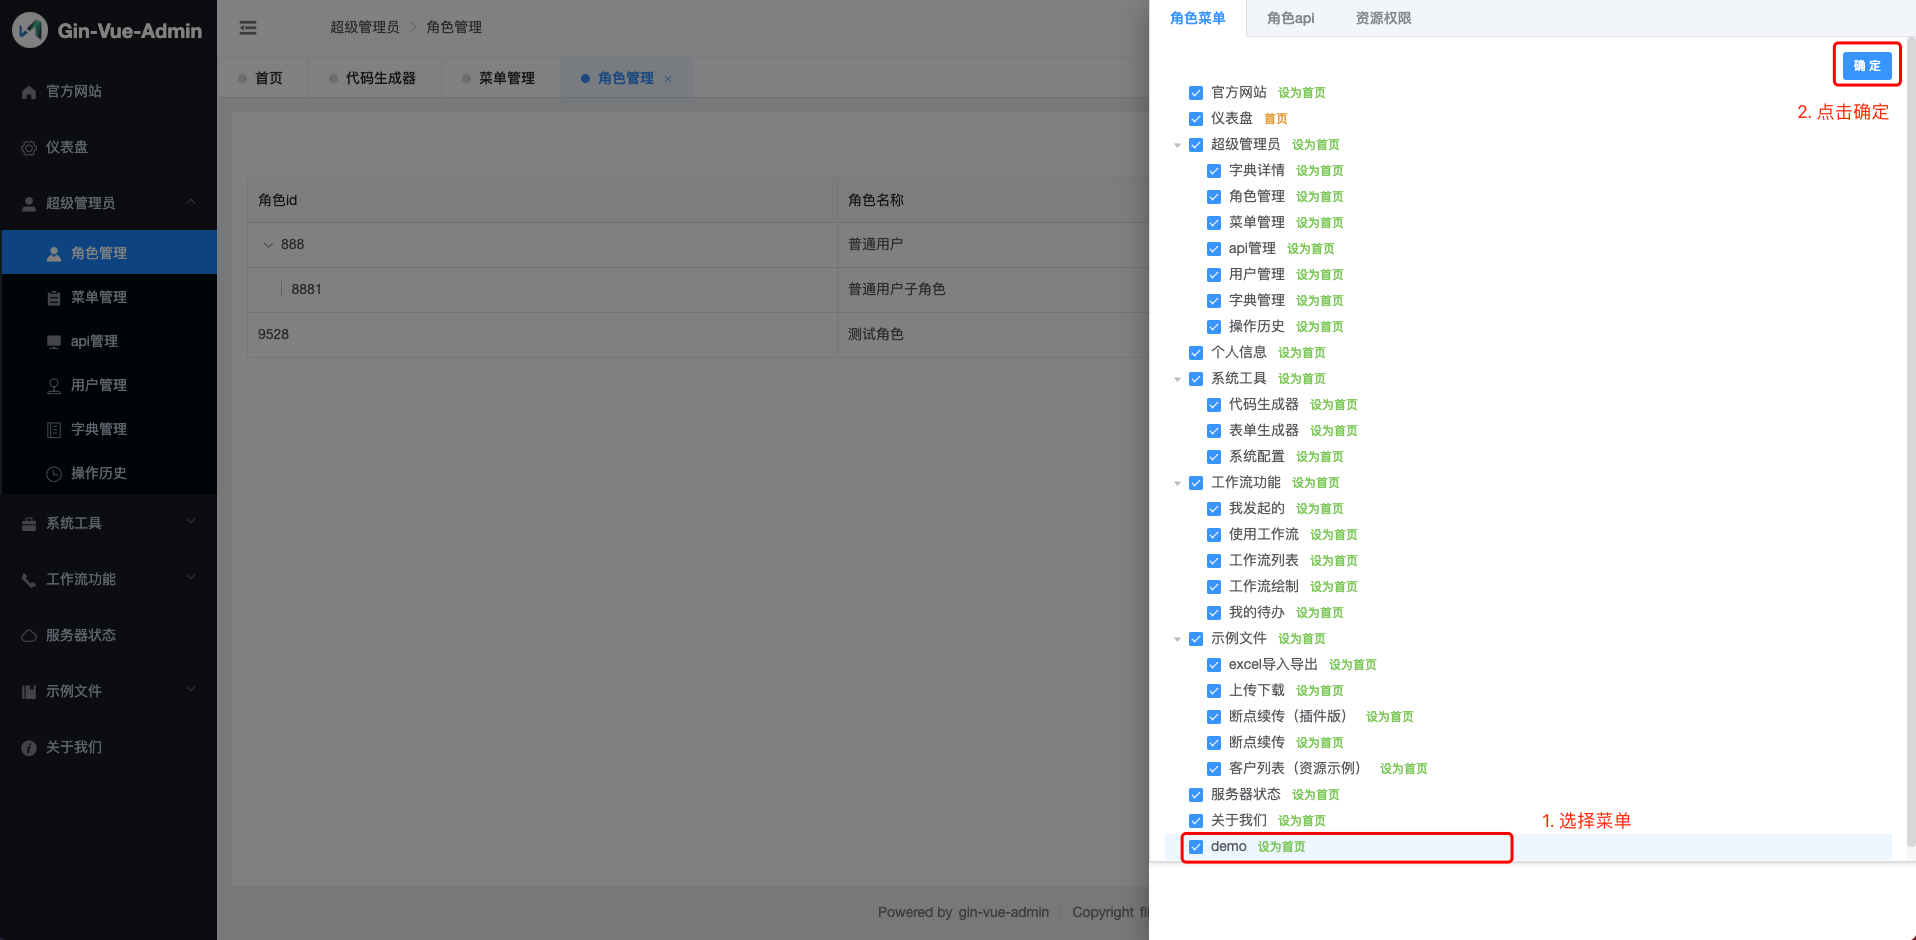 Gin-Vue-Admin
官方网站
仪表盘
超级管理员
角色管理
菜单管理
api管理
用户管理
字典管理
操作历史
系统工具
工作流功能
服务器状态
示例文件
关于我们
超级管理员 > 角色管理
首页 代码生成器 菜单管理 角色管理 ×
角色id 角色名称
888 普通用户
8881 普通用户子角色
9528 测试角色
Powered by gin-vue-admin Copyright
角色菜单 角色api 资源权限
确 定
2. 点击确定
官方网站 设为首页
仪表盘 首页
超级管理员 设为首页
字典详情 设为首页
角色管理 设为首页
菜单管理 设为首页
api管理 设为首页
用户管理 设为首页
字典管理 设为首页
操作历史 设为首页
个人信息 设为首页
系统工具 设为首页
代码生成器 设为首页
表单生成器 设为首页
系统配置 设为首页
工作流功能 设为首页
我发起的 设为首页
使用工作流 设为首页
工作流列表 设为首页
工作流绘制 设为首页
我的待办 设为首页
示例文件 设为首页
excel导入导出 设为首页
上传下载 设为首页
断点续传（插件版） 设为首页
断点续传 设为首页
客户列表（资源示例） 设为首页
服务器状态 设为首页
关于我们 设为首页
1. 选择菜单
demo 设为首页